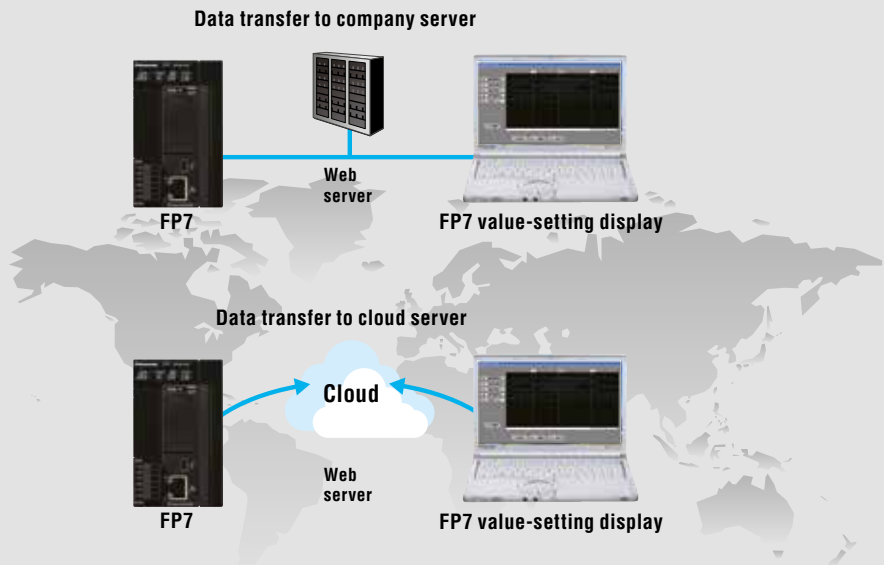 Data transfer to company server
Web
server
FP7
FP7 value-setting display
Data transfer to cloud server
Cloud
Web
server
FP7
FP7 value-setting display